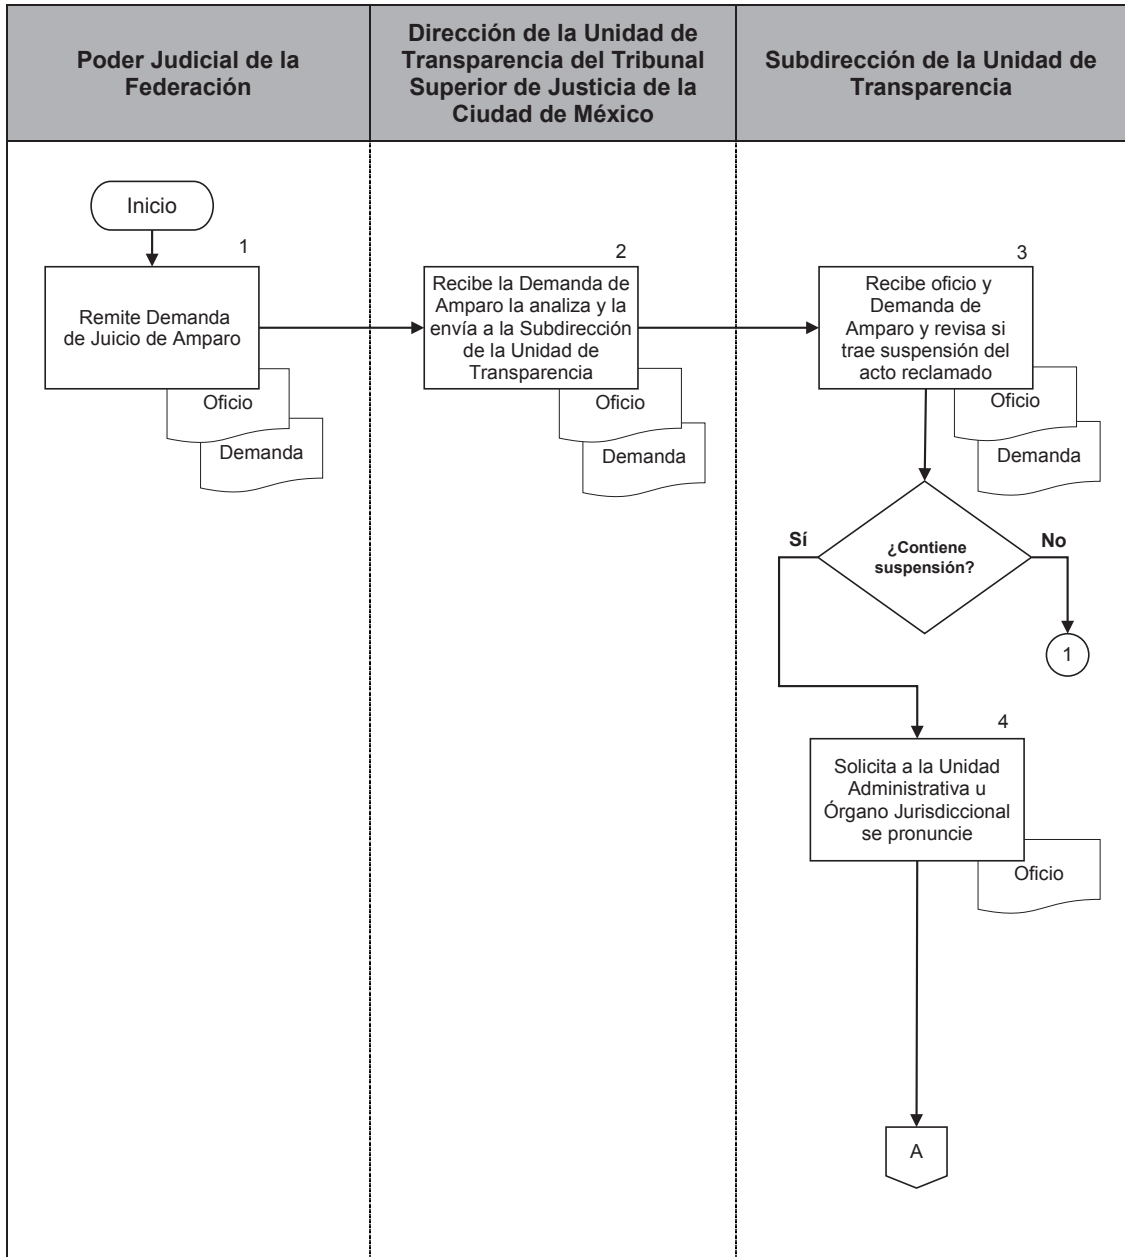 Poder Judicial de la
Federación
Dirección de la Unidad de
Transparencia del Tribunal
Superior de Justicia de la
Ciudad de México
Subdirección de la Unidad de
Transparencia
Inicio
1
Remite Demanda
de Juicio de Amparo
Oficio
Demanda
2
Recibe la Demanda de
Amparo la analiza y la
envía a la Subdirección
de la Unidad de
Transparencia
Oficio
Demanda
3
Recibe oficio y
Demanda de
Amparo y revisa si
trae suspensión del
acto reclamado
Oficio
Demanda
Sí
¿Contiene
suspensión?
No
1
4
Solicita a la Unidad
Administrativa u
Órgano Jurisdiccional
se pronuncie
Oficio
A